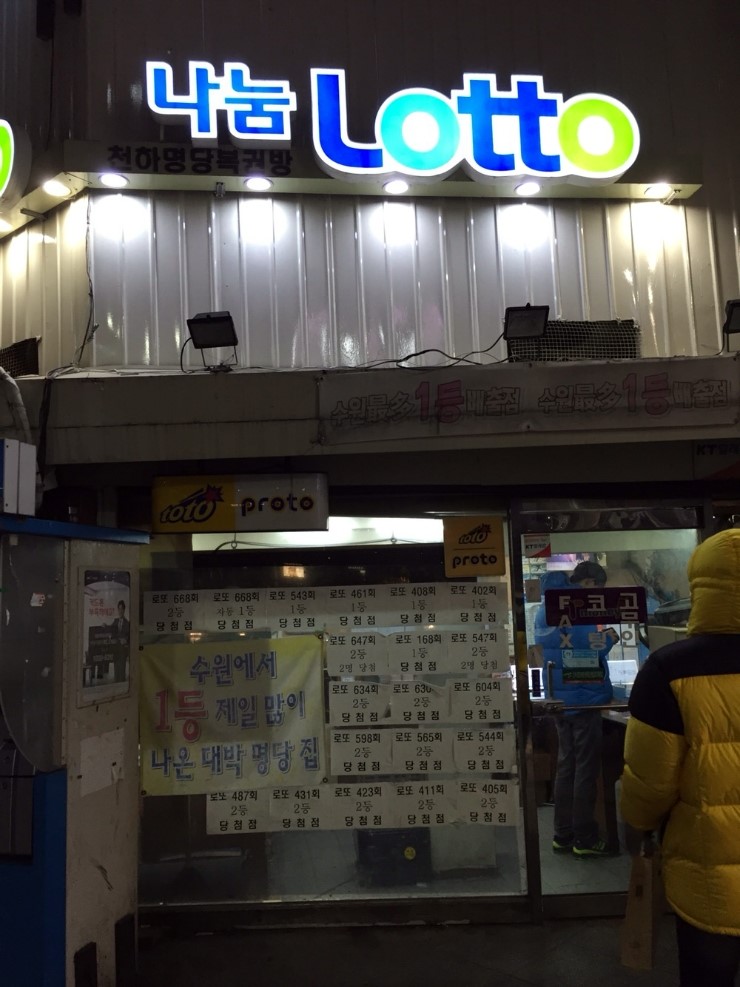 나눔 Lotto
천하명당복권방
수원最多 1등 배출점 수원最多 1등 배출점
KT
toto proto
toto
proto
로또 668회 2등 당첨점
로또 668회 자동 1등 당첨점
로또 543회 1등 당첨점
로또 461회 1등 당첨점
로또 408회 1등 당첨점
로또 402회 1등 당첨점
로또 647회 2등 2명 당첨
로또 168회 1등 당첨점
로또 547회 2등 2명 당첨
수원에서
1등 제일 많이
나온 대박 명당 집
로또 634회 2등 당첨점
로또 630 2등 당첨점
로또 604회 2등 당첨점
로또 598회 2등 당첨점
로또 565회 2등 당첨점
로또 544회 2등 당첨점
로또 487회 2등 당첨점
로또 431회 2등 당첨점
로또 423회 2등 당첨점
로또 411회 2등 당첨점
로또 405회 2등 당첨점
FAX
코팅